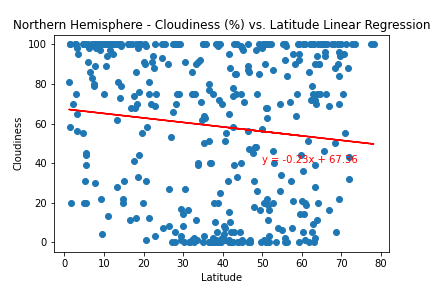 Northern Hemisphere - Cloudiness (%) vs. Latitude Linear Regression
100
80
60
40
20
0
Cloudiness
y = -0.23x + 67.56
0 10 20 30 40 50 60 70 80
Latitude